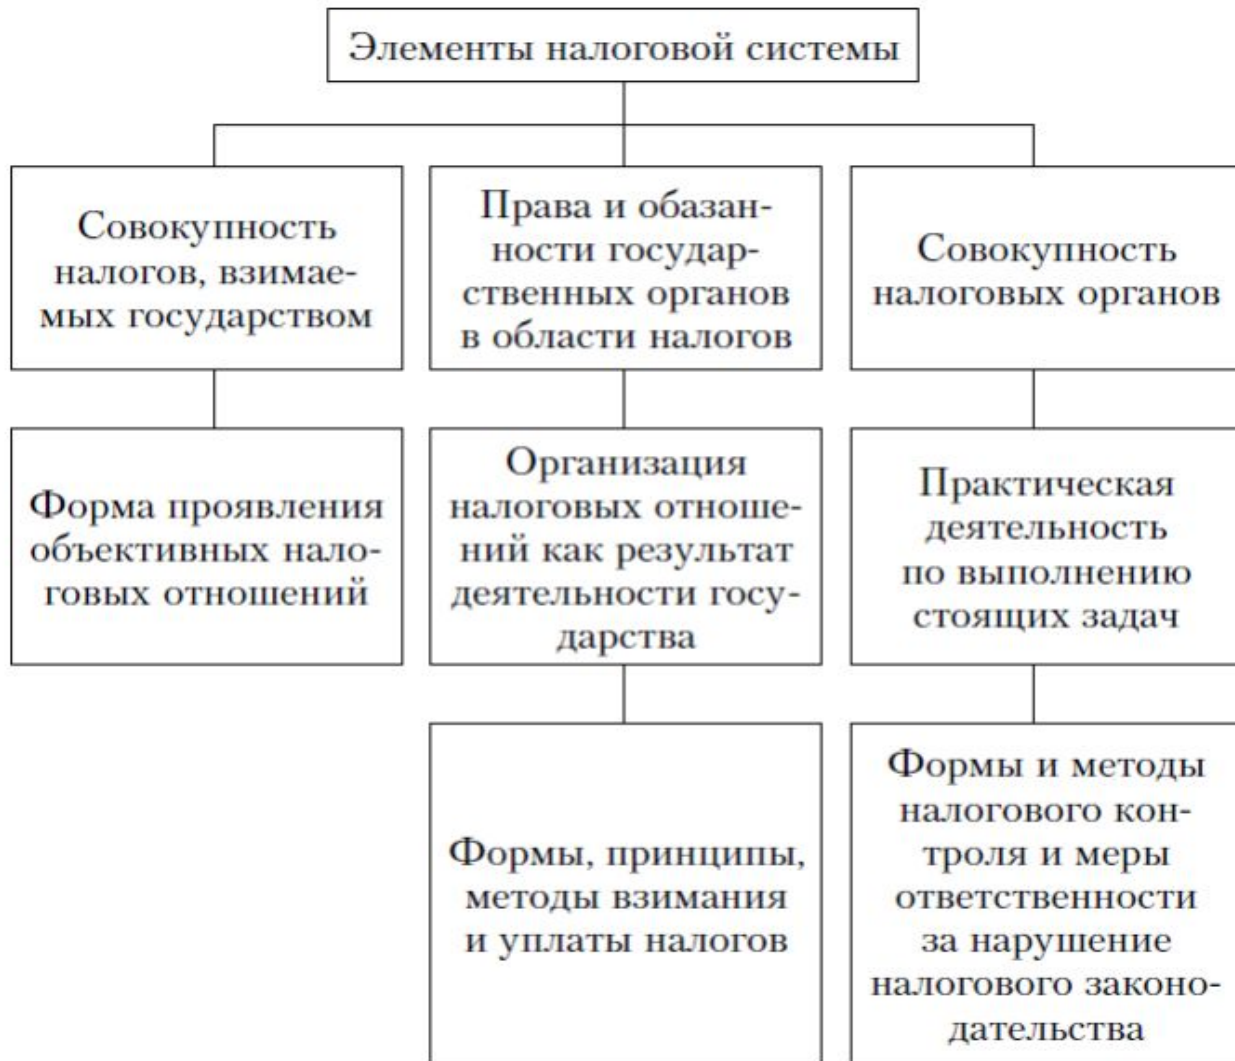 Элементы налоговой системы
Совокупность
налогов, взимае-
мых государством
Права и обазан-
ности государ-
ственных органов
в области налогов
Совокупность
налоговых органов
Форма проявления
объективных нало-
говых отношений
Организация
налоговых отноше-
ний как результат
деятельности госу-
дарства
Практическая
деятельность
по выполнению
стоящих задач
Формы, принципы,
методы взимания
и уплаты налогов
Формы и методы
налогового кон-
троля и меры
ответственности
за нарушение
налогового законо-
дательства